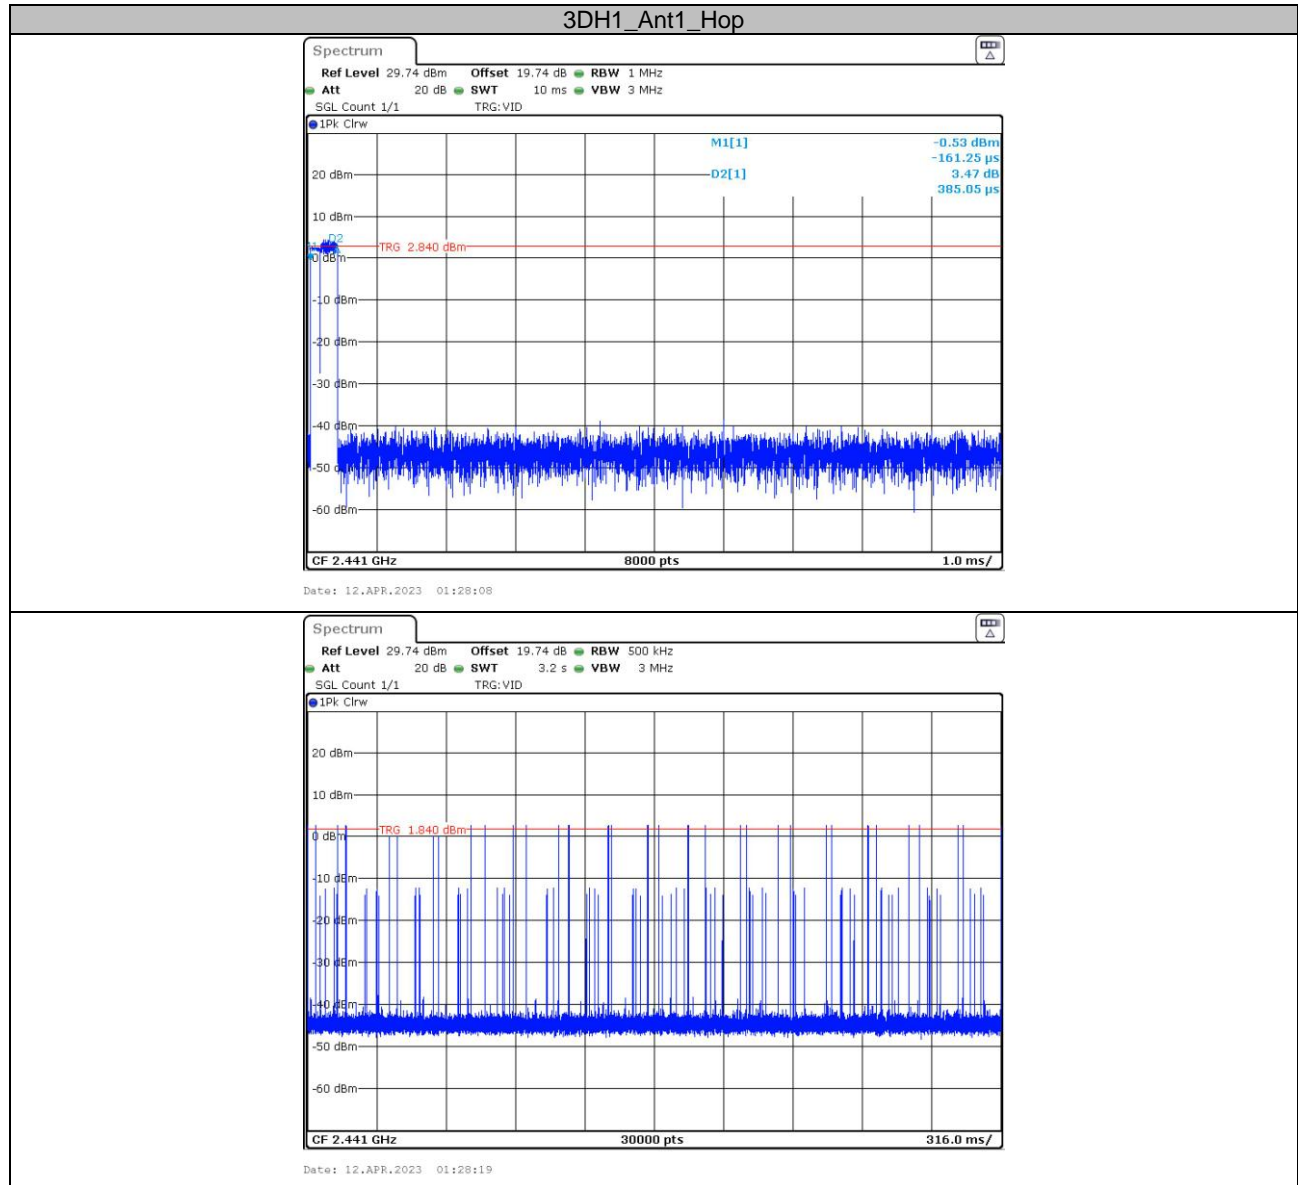 3DH1_Ant1_Hop
Spectrum
Ref Level 29.74 dBm Offset 19.74 dB RBW 1 MHz
Att 20 dB SWT 10 ms VBW 3 MHz
SGL Count 1/1 TRG:VID
1Pk Clrw
M1[1] -0.53 dBm
-161.25 µs
20 dBm D2[1] 3.47 dB
385.05 µs
10 dBm
D2
TRG 2.840 dBm
0 dBm
-10 dBm
-20 dBm
-30 dBm
-40 dBm
-50 dBm
-60 dBm
CF 2.441 GHz 8000 pts 1.0 ms/
Date: 12.APR.2023 01:28:08
Spectrum
Ref Level 29.74 dBm Offset 19.74 dB RBW 500 kHz
Att 20 dB SWT 3.2 s VBW 3 MHz
SGL Count 1/1 TRG:VID
1Pk Clrw
20 dBm
10 dBm
TRG 1.840 dBm
0 dBm
-10 dBm
-20 dBm
-30 dBm
-40 dBm
-50 dBm
-60 dBm
CF 2.441 GHz 30000 pts 316.0 ms/
Date: 12.APR.2023 01:28:19